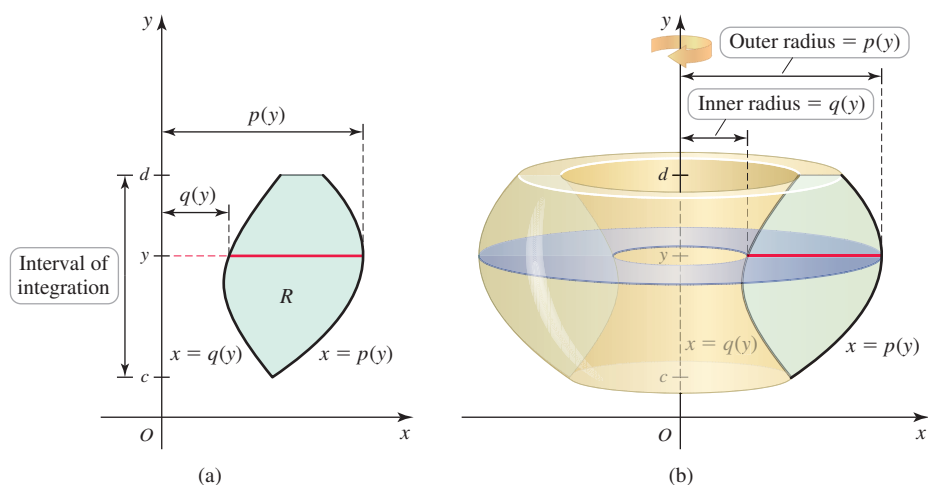 y
p(y)
d
q(y)
Interval of
integration
y
R
x = q(y)
x = p(y)
c
O
x
(a)
y
Outer radius = p(y)
Inner radius = q(y)
d
y
x = q(y)
x = p(y)
c
O
x
(b)